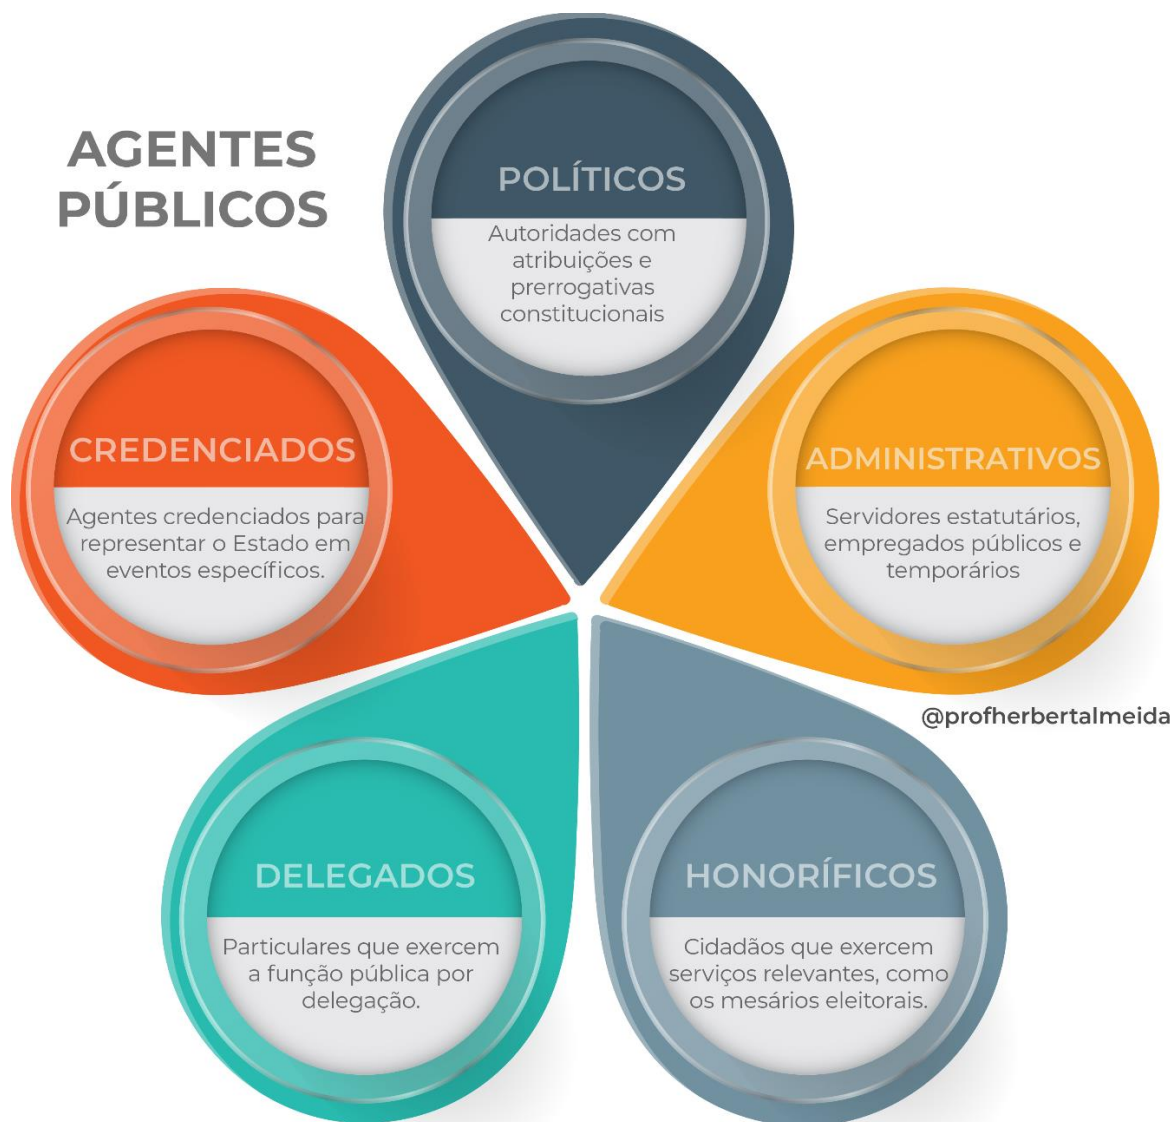 AGENTES
PÚBLICOS
POLÍTICOS
Autoridades com
atribuições e
prerrogativas
constitucionais
CREDENCIADOS
Agentes credenciados para
representar o Estado em
eventos específicos.
ADMINISTRATIVOS
Servidores estatutários,
empregados públicos e
temporários
@profherbertalmeida
DELEGADOS
Particulares que exercem
a função pública por
delegação.
HONORÍFICOS
Cidadãos que exercem
serviços relevantes, como
os mesários eleitorais.